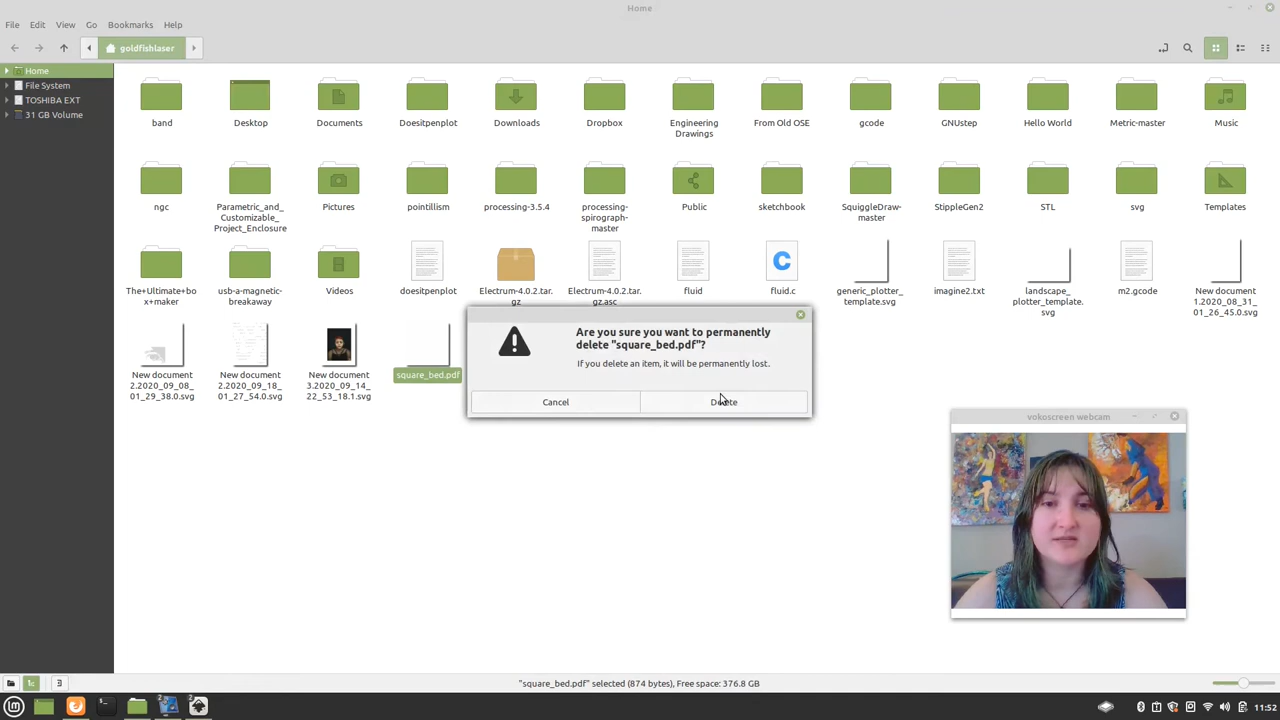 Home
File Edit View Go Bookmarks Help
goldfishlaser
Home
File System
TOSHIBA EXT
31 GB Volume
band
Desktop
Documents
Doesitpenplot
Downloads
Dropbox
Engineering
Drawings
From Old OSE
gcode
GNUstep
Hello World
Metric-master
Music
ngc
Parametric_and_
Customizable_
Project_Enclosure
Pictures
pointillism
processing-3.5.4
processing-
spirograph-
master
Public
sketchbook
SquiggleDraw-
master
StippleGen2
STL
svg
Templates
The+Ultimate+bo
x+maker
usb-a-magnetic-
breakaway
Videos
doesitpenplot
Electrum-4.0.2.tar.
gz
Electrum-4.0.2.tar.
gz.asc
fluid
fluid.c
generic_plotter_
template.svg
imagine2.txt
landscape_
plotter_template.
svg
m2.gcode
New document
1.2020_08_31_
01_26_45.0.svg
New document
2.2020_09_08_
01_29_38.0.svg
New document
2.2020_09_18_
01_27_54.0.svg
New document
3.2020_09_14_
22_53_18.1.svg
square_bed.pdf
Are you sure you want to permanently
delete "square_bed.pdf"?
If you delete an item, it will be permanently lost.
Cancel
Delete
vokoscreen webcam
"square_bed.pdf" selected (874 bytes), Free space: 376.8 GB
11:52